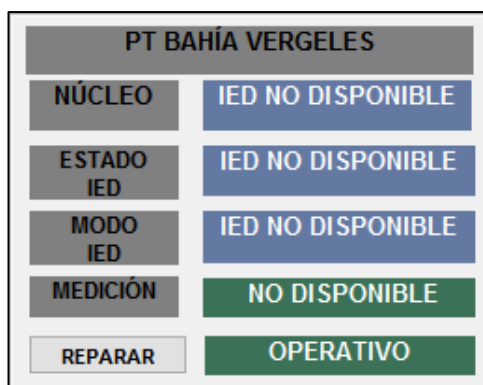 PT BAHÍA VERGELES
NÚCLEO IED NO DISPONIBLE
ESTADO IED NO DISPONIBLE
IED
MODO IED NO DISPONIBLE
IED
MEDICIÓN NO DISPONIBLE
REPARAR OPERATIVO